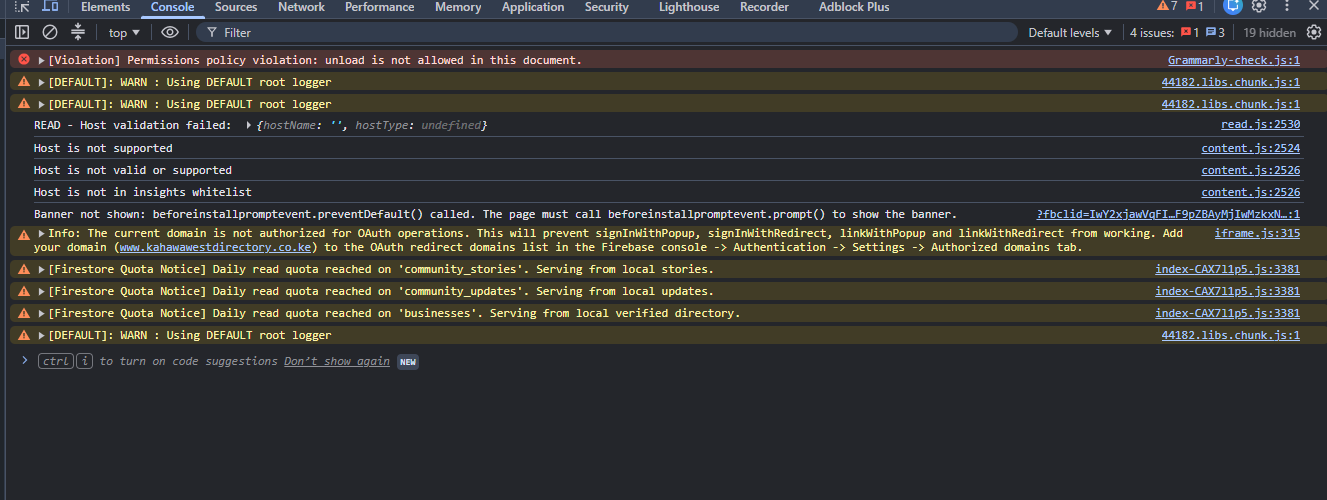 Elements Console Sources Network Performance Memory Application Security Lighthouse Recorder Adblock Plus 7 1
top Filter Default levels 4 issues: 1 3 19 hidden
[Violation] Permissions policy violation: unload is not allowed in this document. Grammarly-check.js:1
[DEFAULT]: WARN : Using DEFAULT root logger 44182.libs.chunk.js:1
[DEFAULT]: WARN : Using DEFAULT root logger 44182.libs.chunk.js:1
READ - Host validation failed: {hostName: '', hostType: undefined} read.js:2530
Host is not supported content.js:2524
Host is not valid or supported content.js:2526
Host is not in insights whitelist content.js:2526
Banner not shown: beforeinstallpromptevent.preventDefault() called. The page must call beforeinstallpromptevent.prompt() to show the banner. ?fbclid=IwY2xjawVqFI…F9pZBAyMjIwMzkxN…:1
Info: The current domain is not authorized for OAuth operations. This will prevent signInWithPopup, signInWithRedirect, linkWithPopup and linkWithRedirect from working. Add iframe.js:315
your domain (www.kahawawestdirectory.co.ke) to the OAuth redirect domains list in the Firebase console -> Authentication -> Settings -> Authorized domains tab.
[Firestore Quota Notice] Daily read quota reached on 'community_stories'. Serving from local stories. index-CAX7l1p5.js:3381
[Firestore Quota Notice] Daily read quota reached on 'community_updates'. Serving from local updates. index-CAX7l1p5.js:3381
[Firestore Quota Notice] Daily read quota reached on 'businesses'. Serving from local verified directory. index-CAX7l1p5.js:3381
[DEFAULT]: WARN : Using DEFAULT root logger 44182.libs.chunk.js:1
ctrl i to turn on code suggestions Don't show again NEW